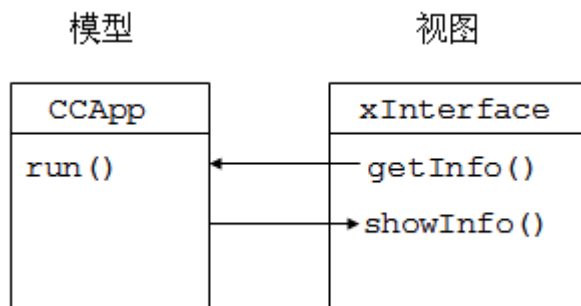 模型 视图
CCApp xInterface
run() getInfo()
showInfo()